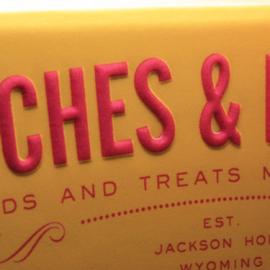 CHES &
DS AND TREATS M
EST.
JACKSON HO
WYOMING